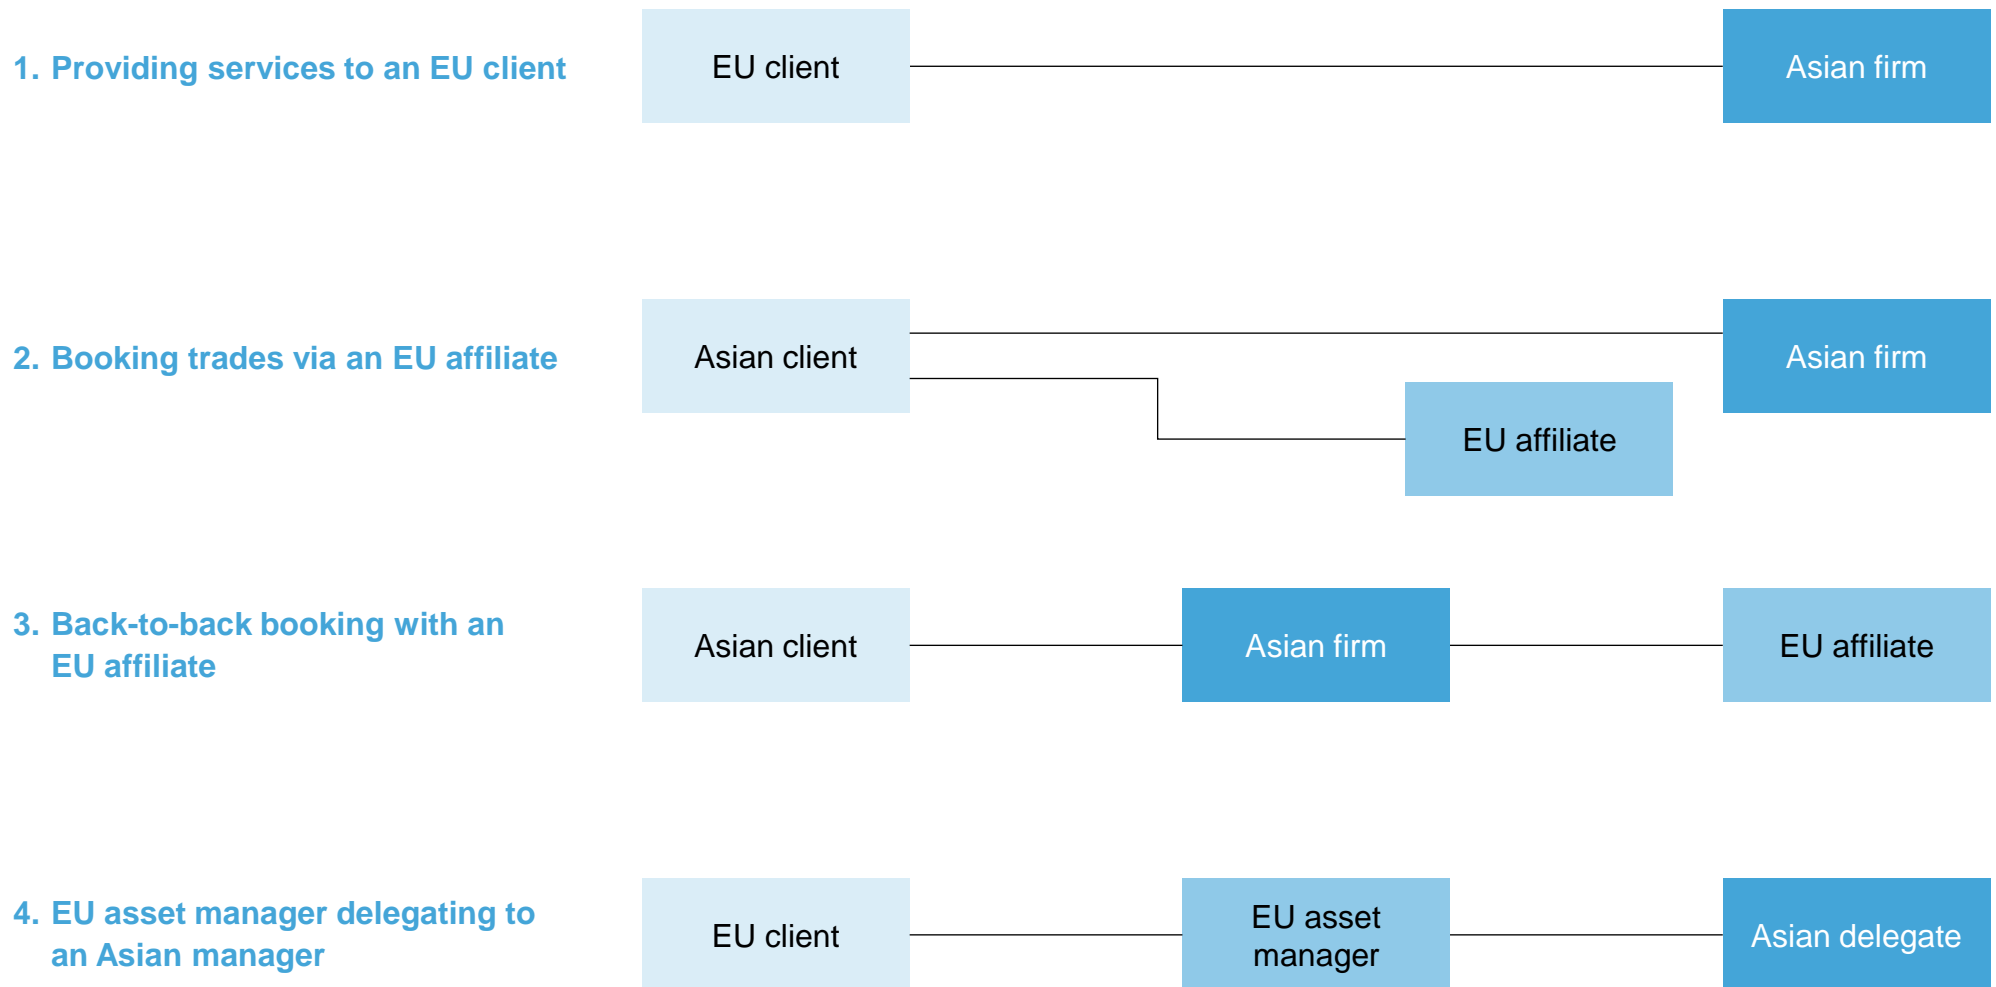 1. Providing services to an EU client
EU client
Asian firm
2. Booking trades via an EU affiliate
Asian client
Asian firm
EU affiliate
3. Back-to-back booking with an
EU affiliate
Asian client
Asian firm
EU affiliate
4. EU asset manager delegating to
an Asian manager
EU client
EU asset
manager
Asian delegate